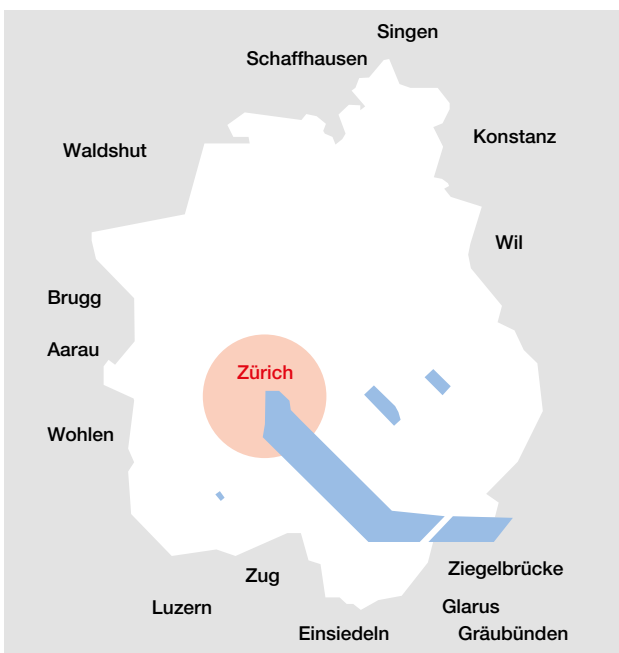 Singen
Schaffhausen
Konstanz
Waldshut
Wil
Brugg
Aarau
Zürich
Wohlen
Ziegelbrücke
Zug
Luzern
Glarus
Einsiedeln
Gräubünden